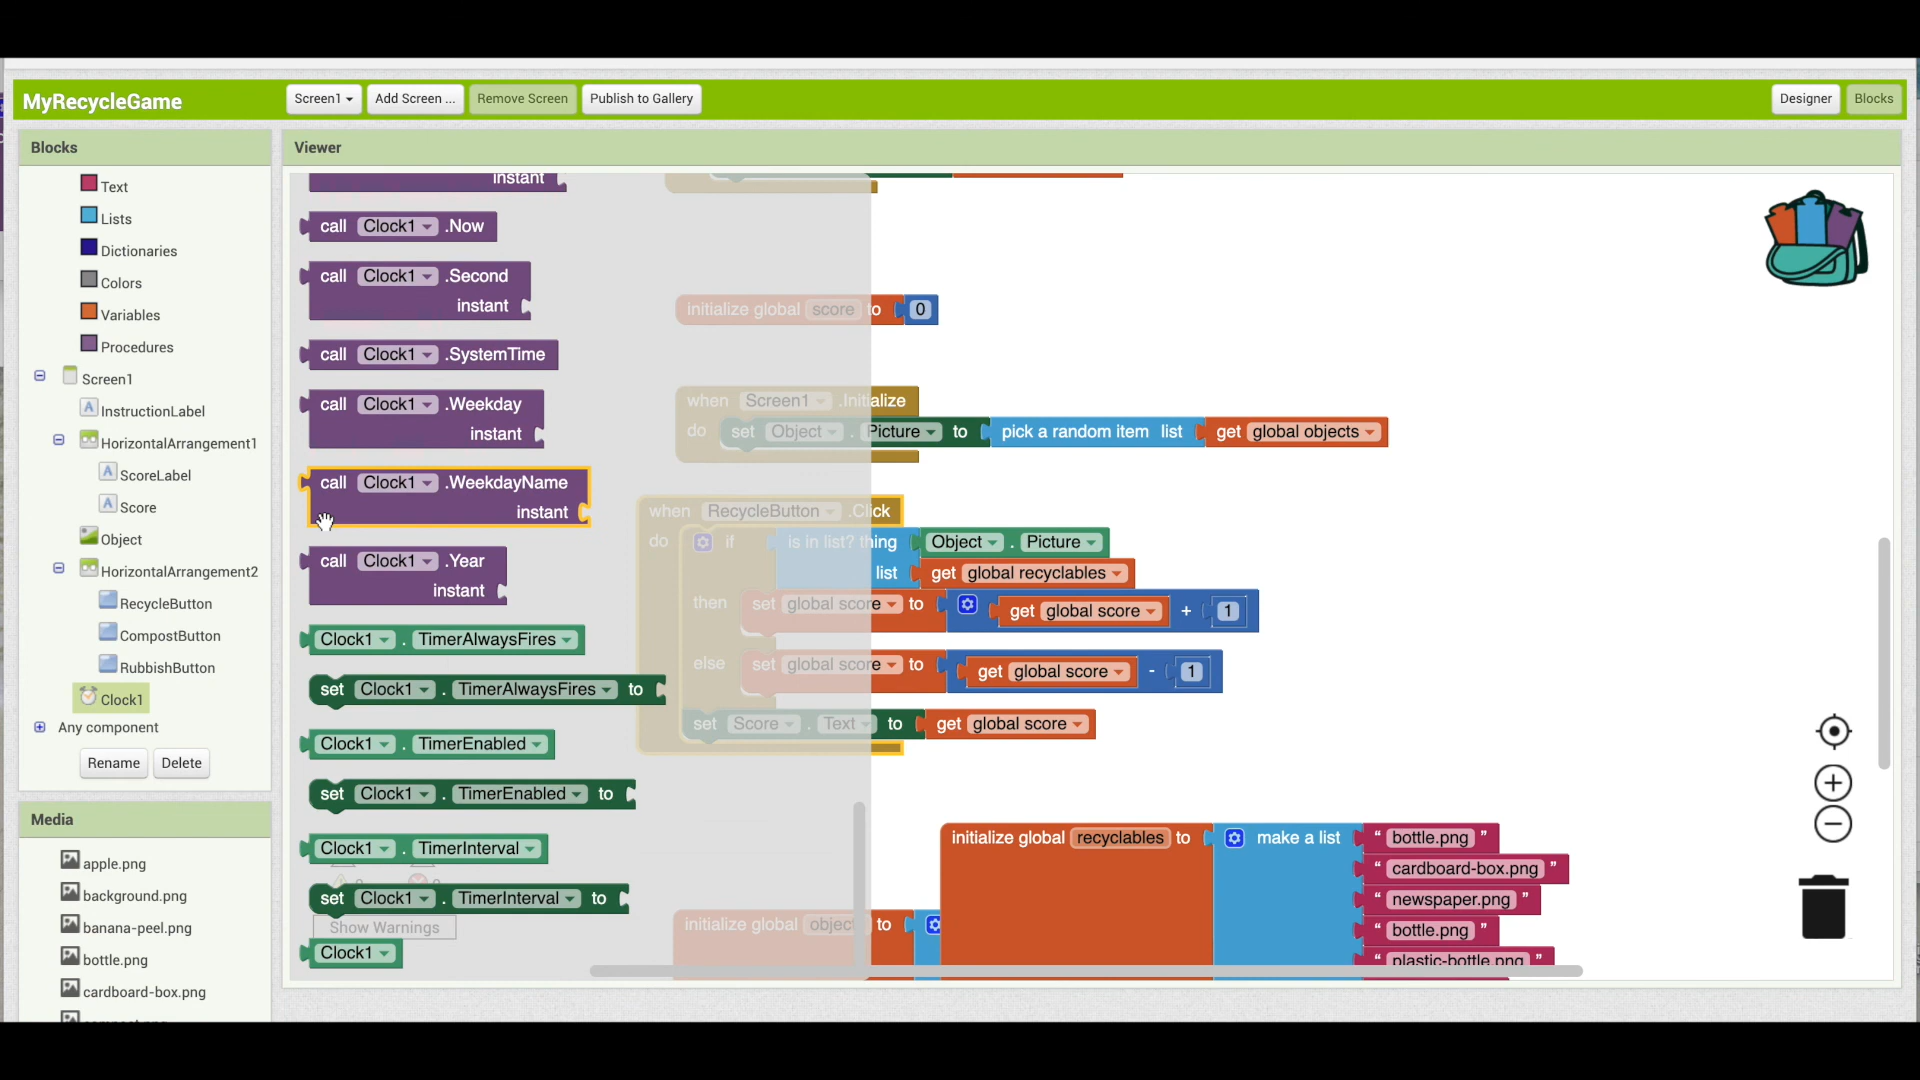 MyRecycleGame
Screen1
Add Screen ...
Remove Screen
Publish to Gallery
Designer
Blocks
Blocks
Text
Lists
Dictionaries
Colors
Variables
Procedures
Screen1
InstructionLabel
HorizontalArrangement1
ScoreLabel
Score
Object
HorizontalArrangement2
RecycleButton
CompostButton
RubbishButton
Clock1
Any component
Rename
Delete
Media
apple.png
background.png
banana-peel.png
bottle.png
cardboard-box.png
Viewer
instant
call Clock1 .Now
call Clock1 .Second
instant
call Clock1 .SystemTime
call Clock1 .Weekday
instant
call Clock1 .WeekdayName
instant
call Clock1 .Year
instant
Clock1 . TimerAlwaysFires
set Clock1 . TimerAlwaysFires to
Clock1 . TimerEnabled
set Clock1 . TimerEnabled to
Clock1 . TimerInterval
set Clock1 . TimerInterval to
Show Warnings
Clock1
initialize global score to 0
when Screen1 .Initialize
do set Object . Picture to pick a random item list get global objects
when RecycleButton .Click
do if is in list? thing Object . Picture
list get global recyclables
then set global score to get global score + 1
else set global score to get global score - 1
set Score . Text to get global score
initialize global recyclables to make a list “ bottle.png ”
“ cardboard-box.png ”
“ newspaper.png ”
“ bottle.png ”
“ plastic-bottle.png ”
initialize global object to